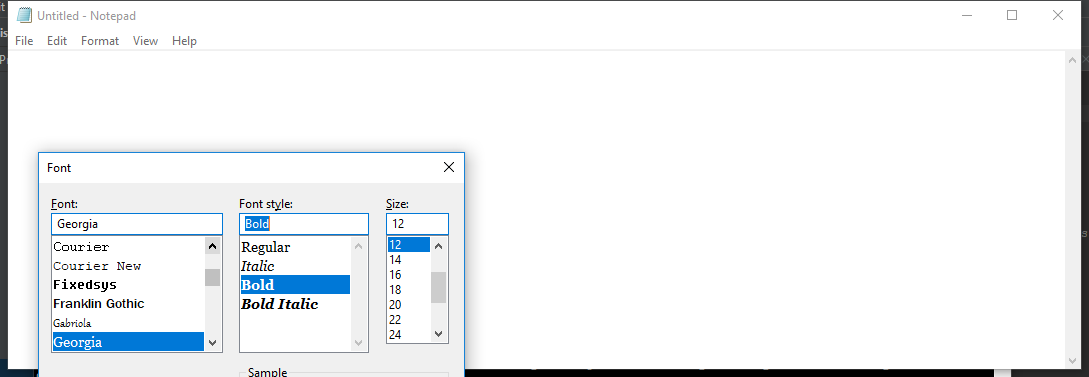 Untitled - Notepad
File Edit Format View Help
Font
Font: Font style: Size:
Georgia Bold 12
Courier Regular 12
Courier New Italic 14
Fixedsys Bold 16
Franklin Gothic Bold Italic 18
Gabriola 20
Georgia 22
24
Sample